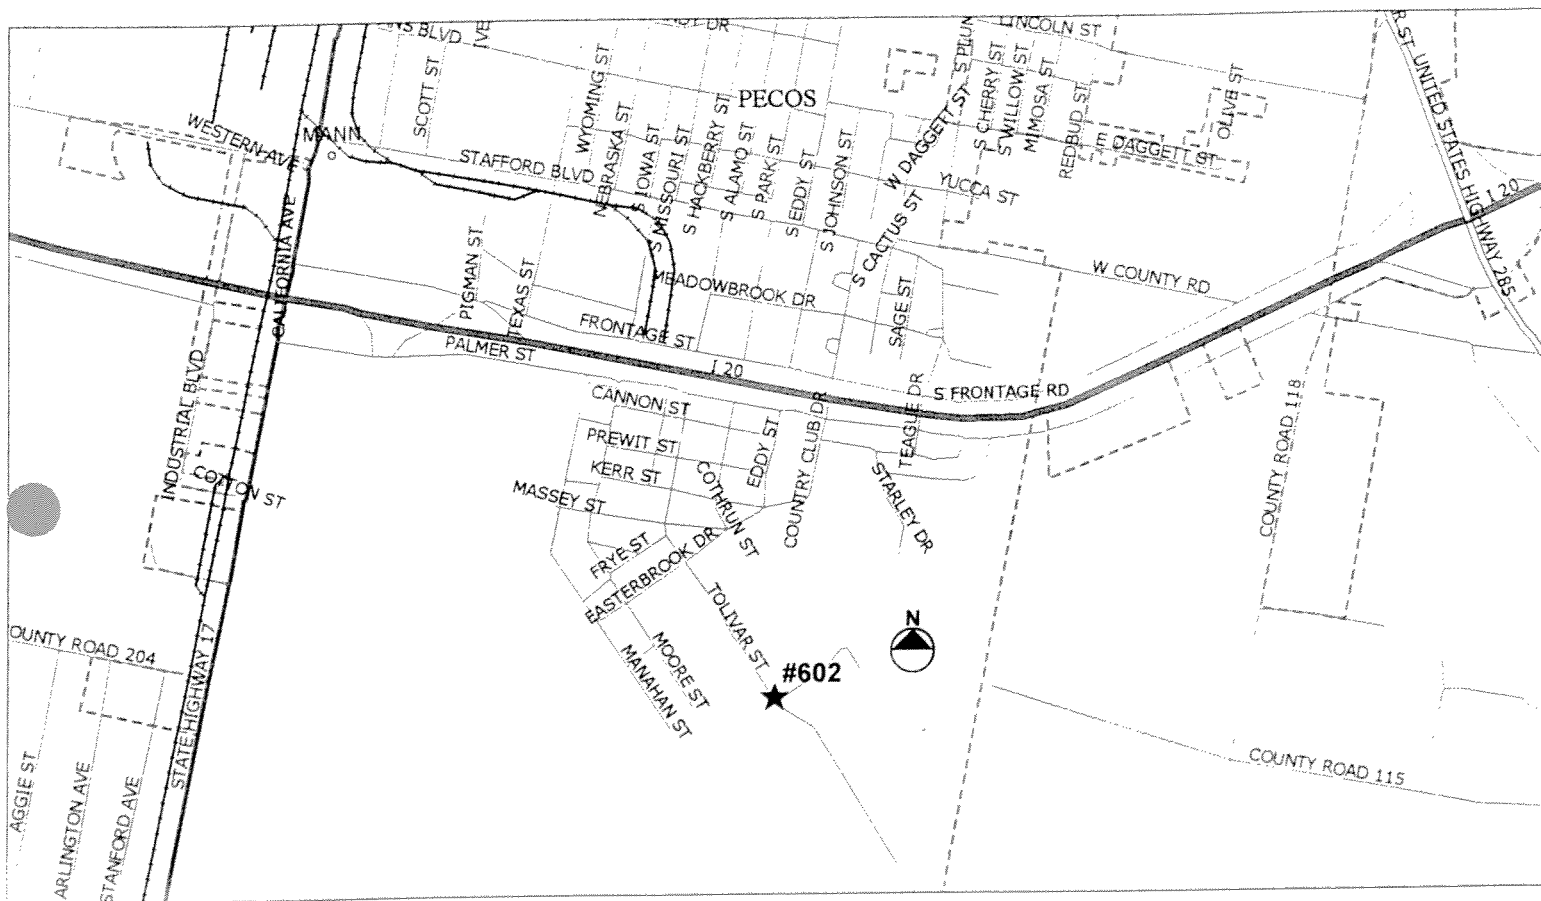 LINCOLN ST
S PLUM
SCOTT ST
WYOMING ST
PECOS
S CHERRY ST
S WILLOW ST
MIMOSA ST
REDBUD ST
OLIVE ST
UNITED STATES HIGHWAY 285
WESTERN AVE
MANN
STAFFORD BLVD
NEBRASKA ST
S IOWA ST
S MISSOURI ST
S HACKBERRY ST
S ALAMO ST
S PARK ST
S EDDY ST
S JOHNSON ST
W DAGGETT ST
E DAGGETT ST
YUCCA ST
S CACTUS ST
I 20
CALIFORNIA AVE
PIGMAN ST
TEXAS ST
MEADOWBROOK DR
SAGE ST
W COUNTY RD
FRONTAGE ST
PALMER ST
I 20
S FRONTAGE RD
INDUSTRIAL BLVD
CANNON ST
PREWIT ST
KERR ST
MASSEY ST
EDDY ST
COUNTRY CLUB DR
TEAGLE DR
STARLEY DR
COUNTY ROAD 118
COTTON ST
COTHRUN ST
FRYE ST
EASTERBROOK DR
TOLIVAR ST
N
#602
MOORE ST
MANAHAN ST
OUNTY ROAD 204
STATE HIGHWAY 17
COUNTY ROAD 115
AGGIE ST
ARLINGTON AVE
STANFORD AVE